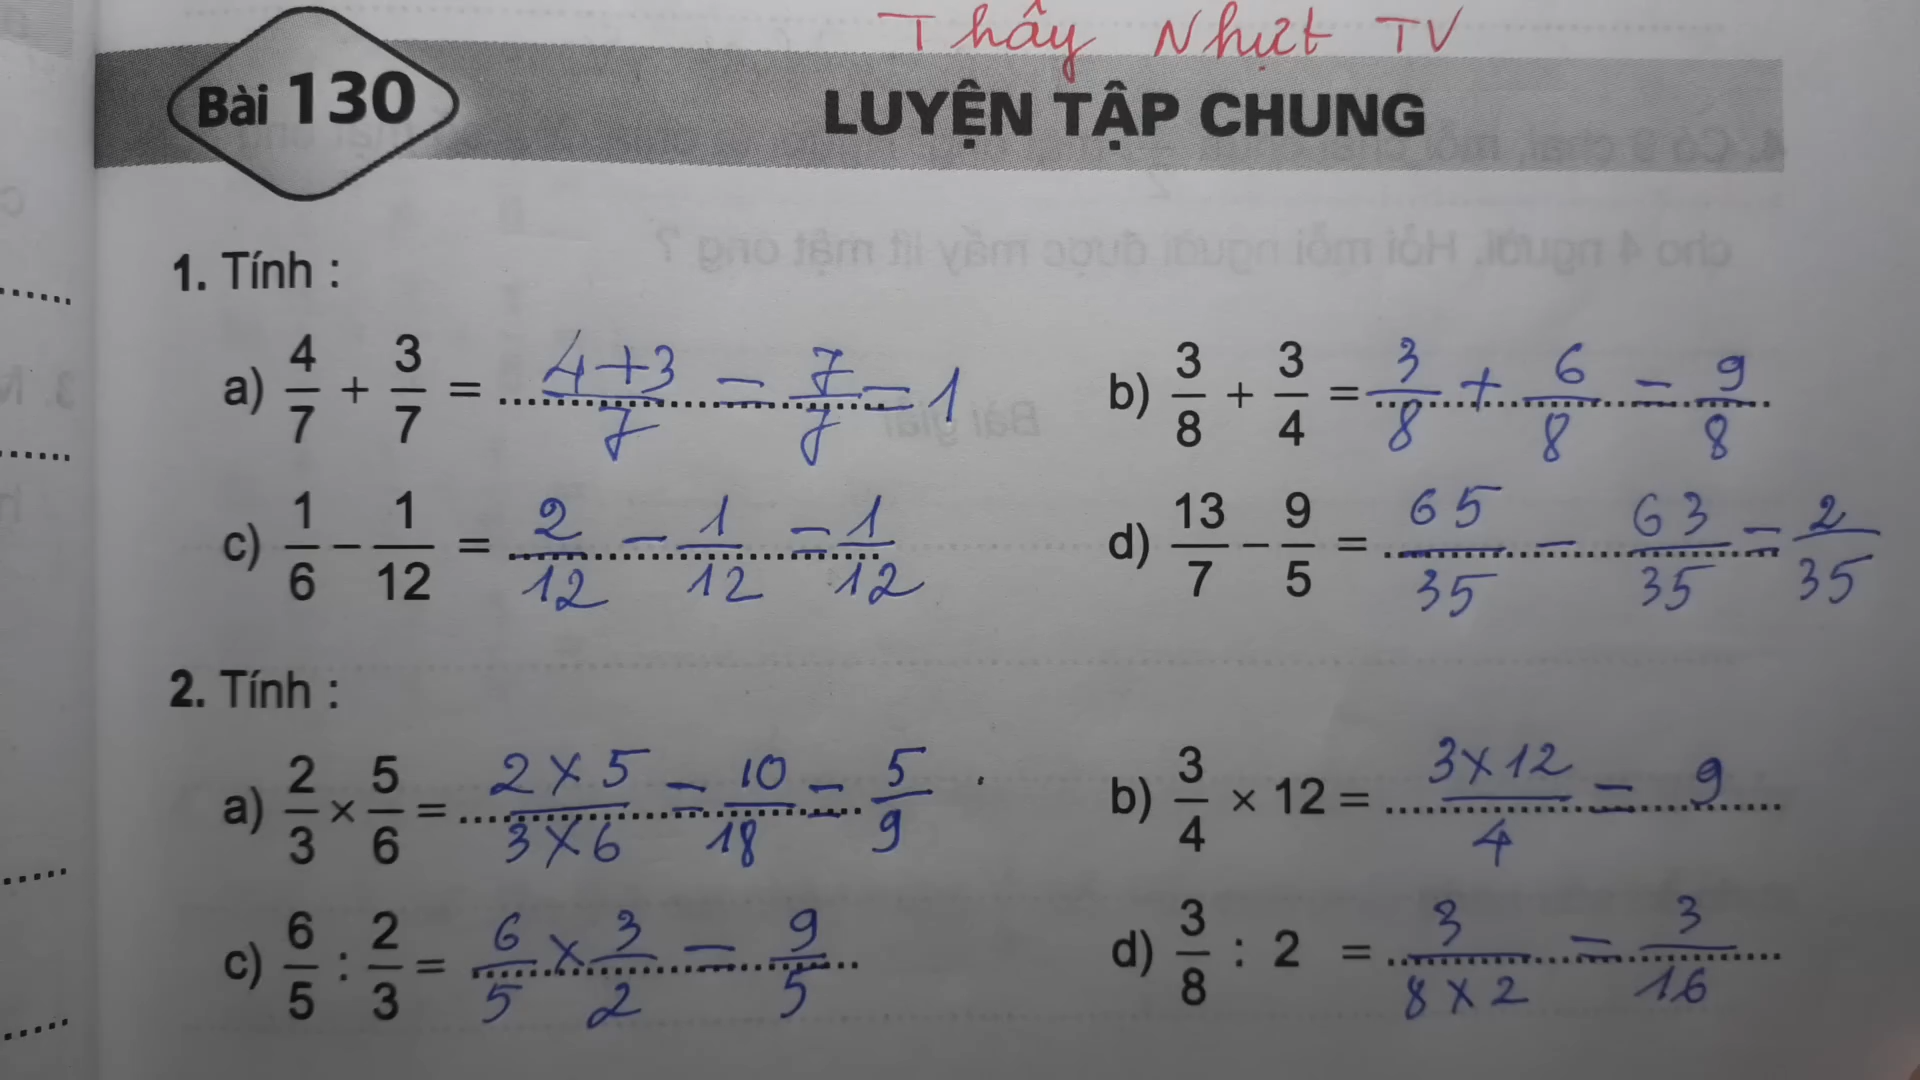 Thầy Nhựt TV
Bài 130 LUYỆN TẬP CHUNG
1. Tính :
a) 4/7 + 3/7 = (4+3)/7 = 7/7 = 1
b) 3/8 + 3/4 = 3/8 + 6/8 = 9/8
c) 1/6 − 1/12 = 2/12 − 1/12 = 1/12
d) 13/7 − 9/5 = 65/35 − 63/35 = 2/35
2. Tính :
a) 2/3 × 5/6 = (2×5)/(3×6) = 10/18 = 5/9
b) 3/4 × 12 = (3×12)/4 = 9
c) 6/5 : 2/3 = 6/5 × 3/2 = 9/5
d) 3/8 : 2 = 3/(8×2) = 3/16